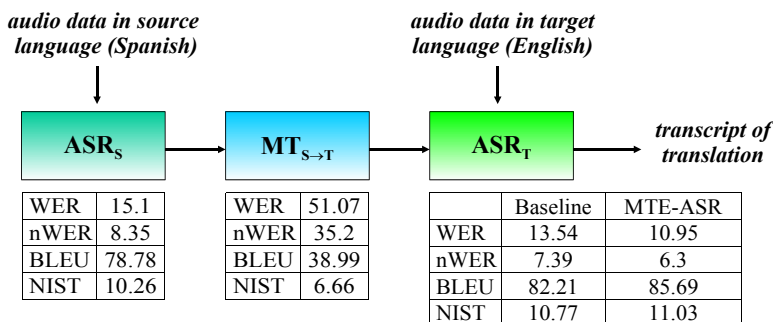 audio data in source
language (Spanish)
audio data in target
language (English)
ASR_S
MT_S→T
ASR_T
transcript of
translation
WER 15.1
nWER 8.35
BLEU 78.78
NIST 10.26
WER 51.07
nWER 35.2
BLEU 38.99
NIST 6.66
Baseline MTE-ASR
WER 13.54 10.95
nWER 7.39 6.3
BLEU 82.21 85.69
NIST 10.77 11.03